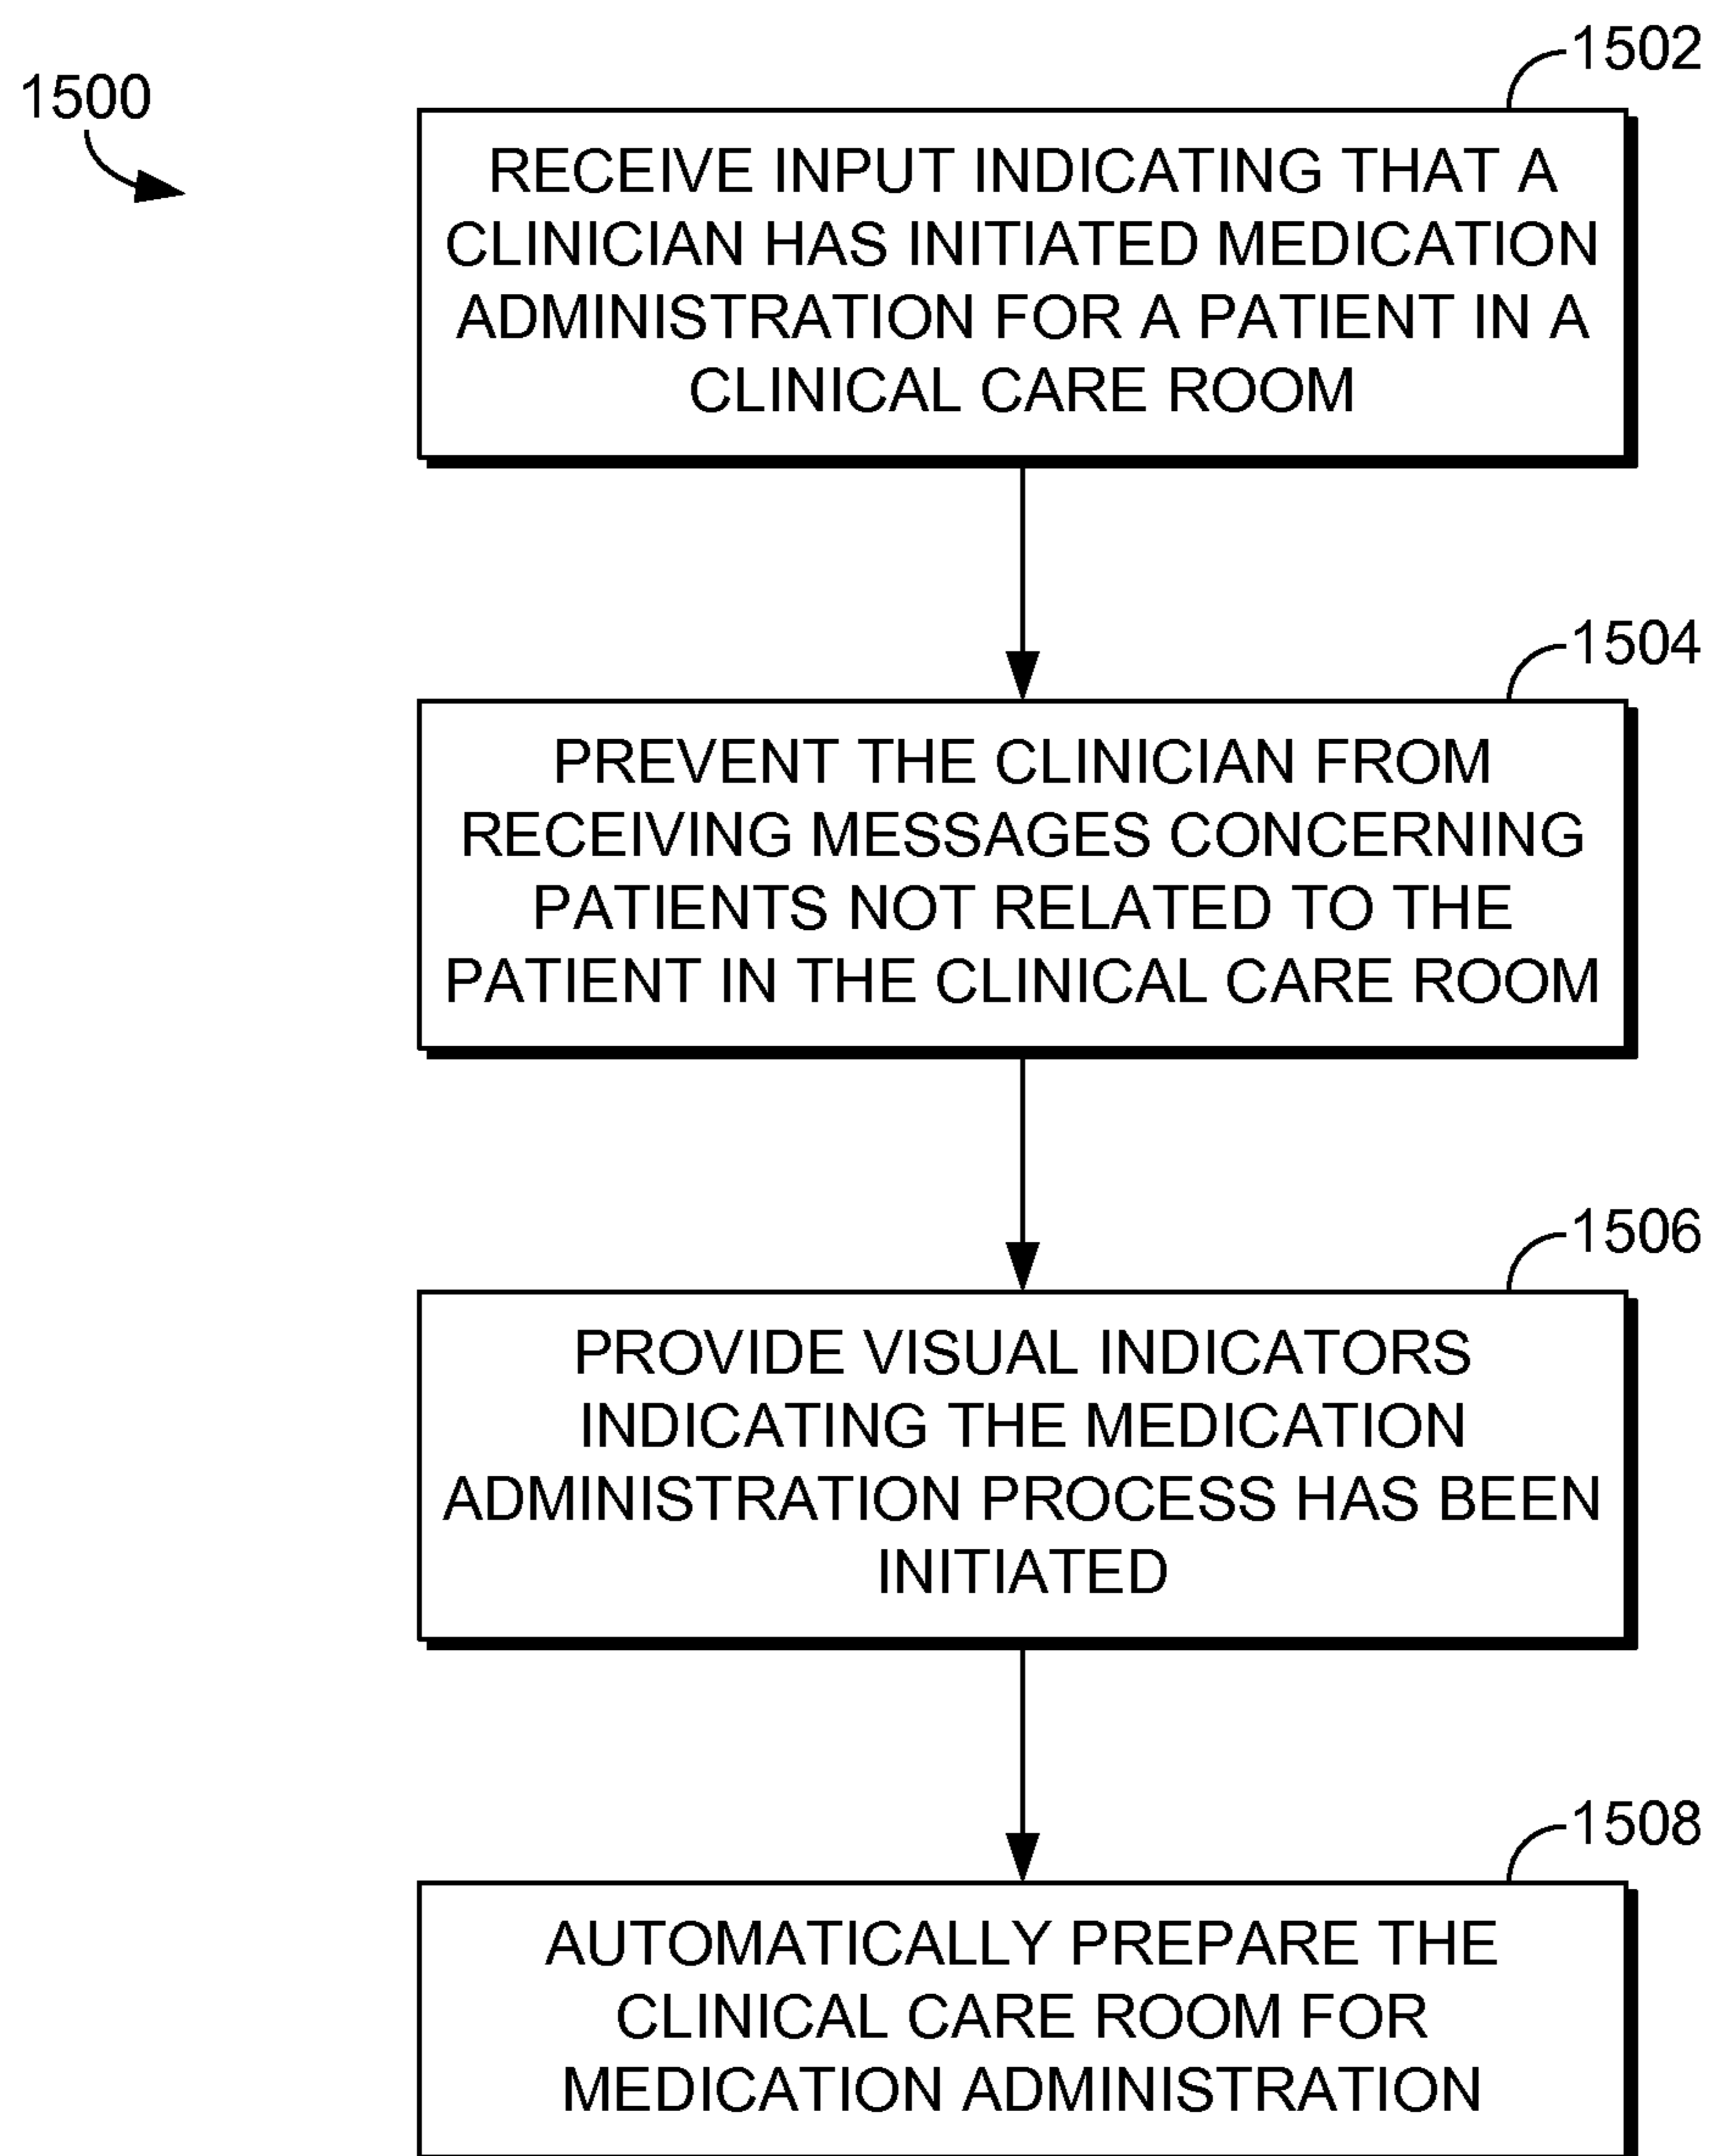 1500
1502
RECEIVE INPUT INDICATING THAT A
CLINICIAN HAS INITIATED MEDICATION
ADMINISTRATION FOR A PATIENT IN A
CLINICAL CARE ROOM
1504
PREVENT THE CLINICIAN FROM
RECEIVING MESSAGES CONCERNING
PATIENTS NOT RELATED TO THE
PATIENT IN THE CLINICAL CARE ROOM
1506
PROVIDE VISUAL INDICATORS
INDICATING THE MEDICATION
ADMINISTRATION PROCESS HAS BEEN
INITIATED
1508
AUTOMATICALLY PREPARE THE
CLINICAL CARE ROOM FOR
MEDICATION ADMINISTRATION